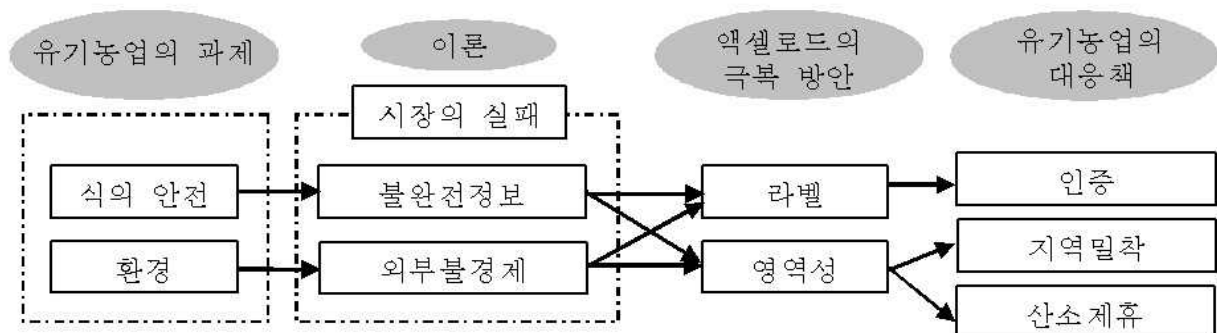 유기농업의 과제
이론
액셀로드의
극복 방안
유기농업의
대응책
시장의 실패
식의 안전
불완전정보
라벨
인증
환경
외부불경제
영역성
지역밀착
산소제휴